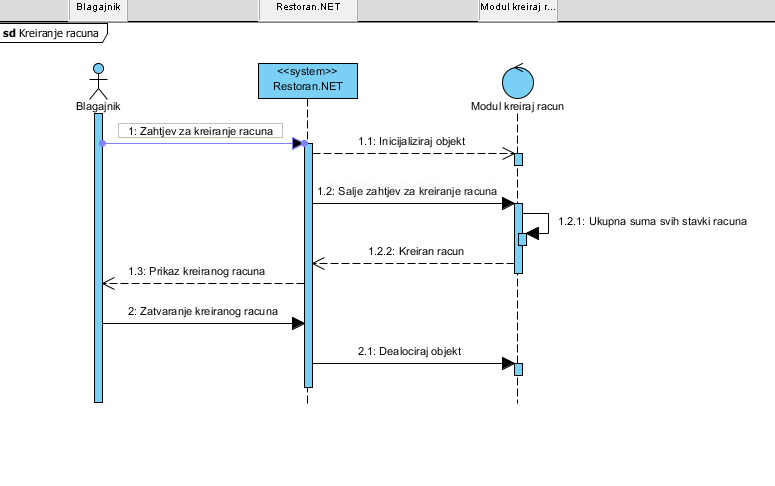 Blagajnik
Restoran.NET
Modul kreiraj r...
sd Kreiranje racuna
<<system>>
Restoran.NET
Blagajnik
Modul kreiraj racun
1: Zahtjev za kreiranje racuna
1.1: Inicijaliziraj objekt
1.2: Salje zahtjev za kreiranje racuna
1.2.1: Ukupna suma svih stavki racuna
1.2.2: Kreiran racun
1.3: Prikaz kreiranog racuna
2: Zatvaranje kreiranog racuna
2.1: Dealociraj objekt